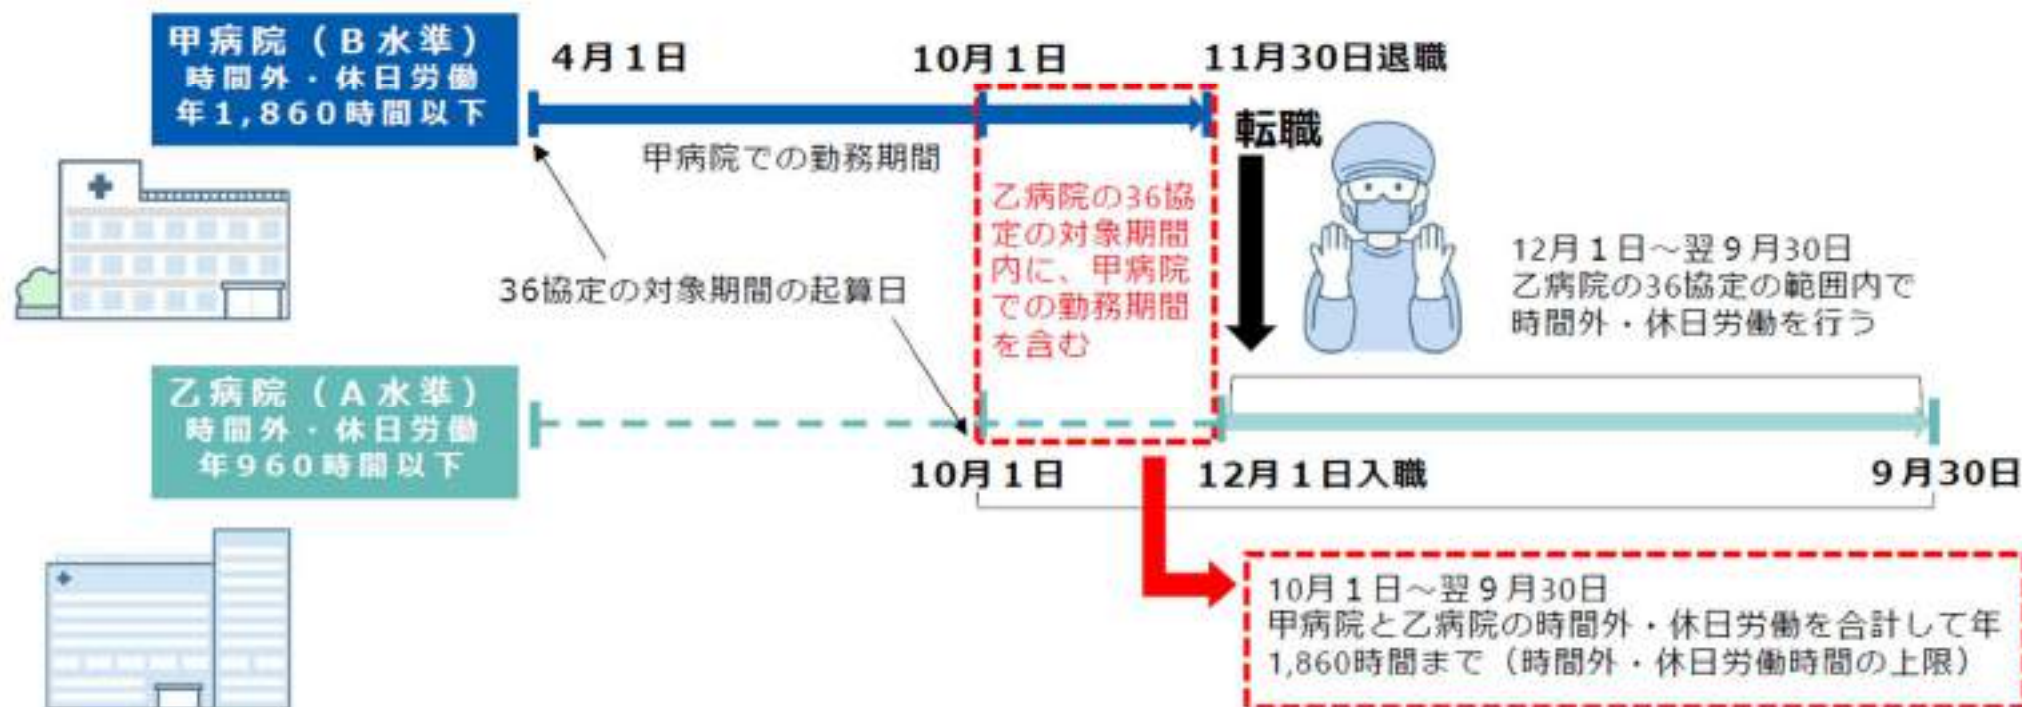 甲病院（B水準）
時間外・休日労働
年1,860時間以下
4月1日
10月1日
11月30日退職
甲病院での勤務期間
転職
乙病院の36協
定の対象期間
内に、甲病院
での勤務期間
を含む
36協定の対象期間の起算日
12月1日～翌9月30日
乙病院の36協定の範囲内で
時間外・休日労働を行う
乙病院（A水準）
時間外・休日労働
年960時間以下
10月1日
12月1日入職
9月30日
10月1日～翌9月30日
甲病院と乙病院の時間外・休日労働を合計して年
1,860時間まで（時間外・休日労働時間の上限）